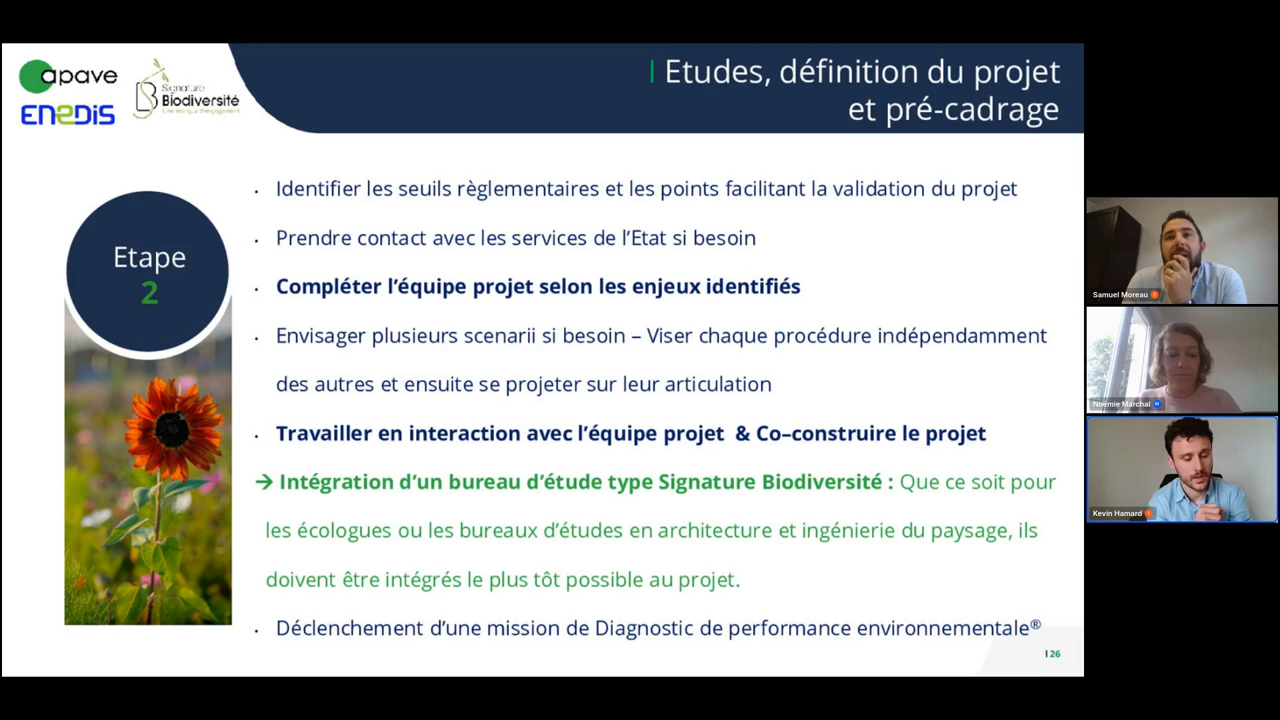 apave
ENEDIS
Signature
Biodiversité
Une marque d'engagement
I Etudes, définition du projet
et pré-cadrage
Etape
2
• Identifier les seuils règlementaires et les points facilitant la validation du projet
• Prendre contact avec les services de l'Etat si besoin
• Compléter l'équipe projet selon les enjeux identifiés
• Envisager plusieurs scenarii si besoin – Viser chaque procédure indépendamment
des autres et ensuite se projeter sur leur articulation
• Travailler en interaction avec l'équipe projet & Co–construire le projet
→ Intégration d'un bureau d'étude type Signature Biodiversité : Que ce soit pour
les écologues ou les bureaux d'études en architecture et ingénierie du paysage, ils
doivent être intégrés le plus tôt possible au projet.
• Déclenchement d'une mission de Diagnostic de performance environnementale®
I 26
Samuel Moreau
Noémie Marchal
Kevin Hamard